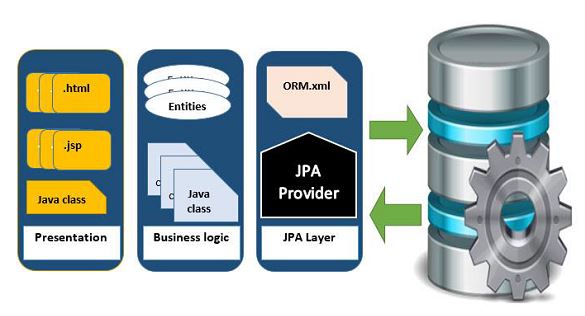 .html
.jsp
Java class
Presentation
Entities
Java
class
Business logic
ORM.xml
JPA
Provider
JPA Layer